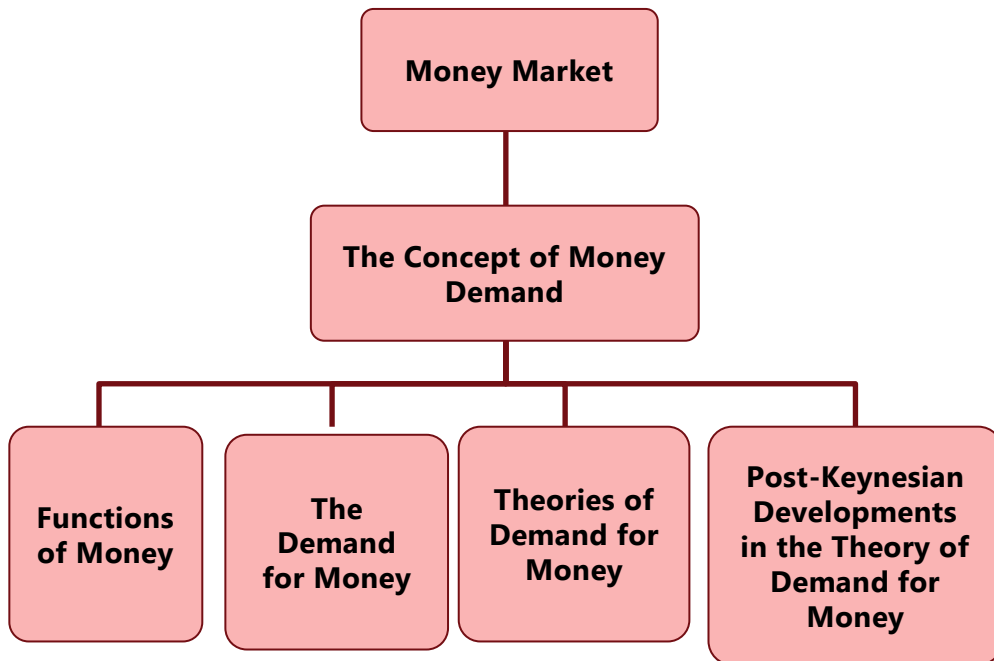 Money Market
The Concept of Money
Demand
Functions
of Money
The
Demand
for Money
Theories of
Demand for
Money
Post-Keynesian
Developments
in the Theory of
Demand for
Money